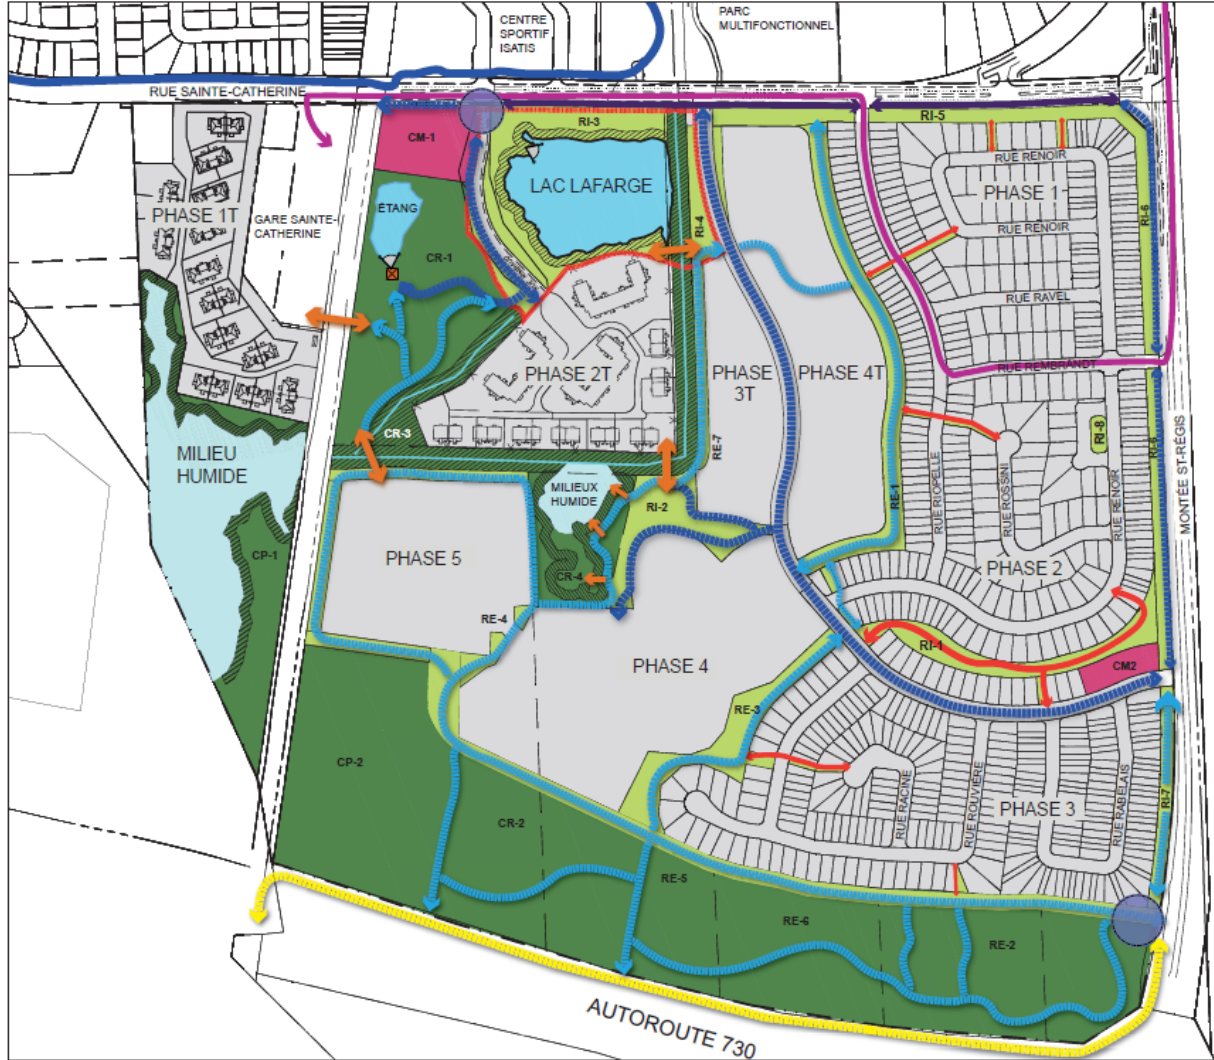 CENTRE
SPORTIF
ISATIS
PARC
MULTIFONCTIONNEL
RUE SAINTE-CATHERINE
CM-1
RI-3
RI-5
LAC LAFARGE
RUE RENOIR
PHASE 1
RUE RENOIR
RI-6
PHASE 1T
GARE SAINTE-
CATHERINE
ÉTANG
CR-1
RI-4
RUE RAVEL
RUE REMBRANDT
PHASE 2T
PHASE
3T
PHASE 4T
CR-3
RE-7
RI-8
RI-6
MILIEU
HUMIDE
MILIEUX
HUMIDE
RI-2
RE-1
RUE RIOPELLE
RUE ROSSINI
RUE RENOIR
MONTÉE ST-RÉGIS
CP-1
PHASE 5
CR-4
PHASE 2
RE-4
RI-1
PHASE 4
CM2
RE-3
CP-2
RUE RACINE
RUE ROUVIÈRE
RUE RABELAIS
RI-7
PHASE 3
CR-2
RE-5
RE-6
RE-2
AUTOROUTE 730